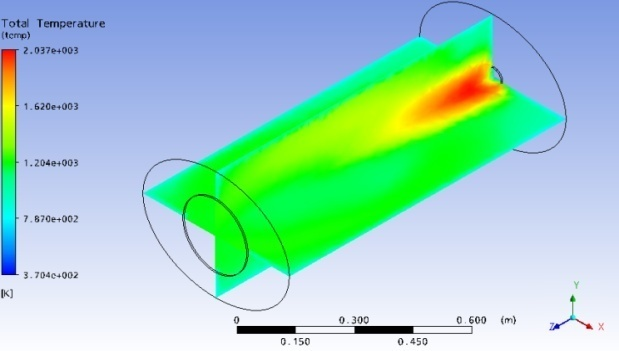 Total Temperature
(temp)
2.037e+003
1.620e+003
1.204e+003
7.870e+002
3.704e+002
[K]
0 0.300 0.600 (m)
0.150 0.450
Y
Z X